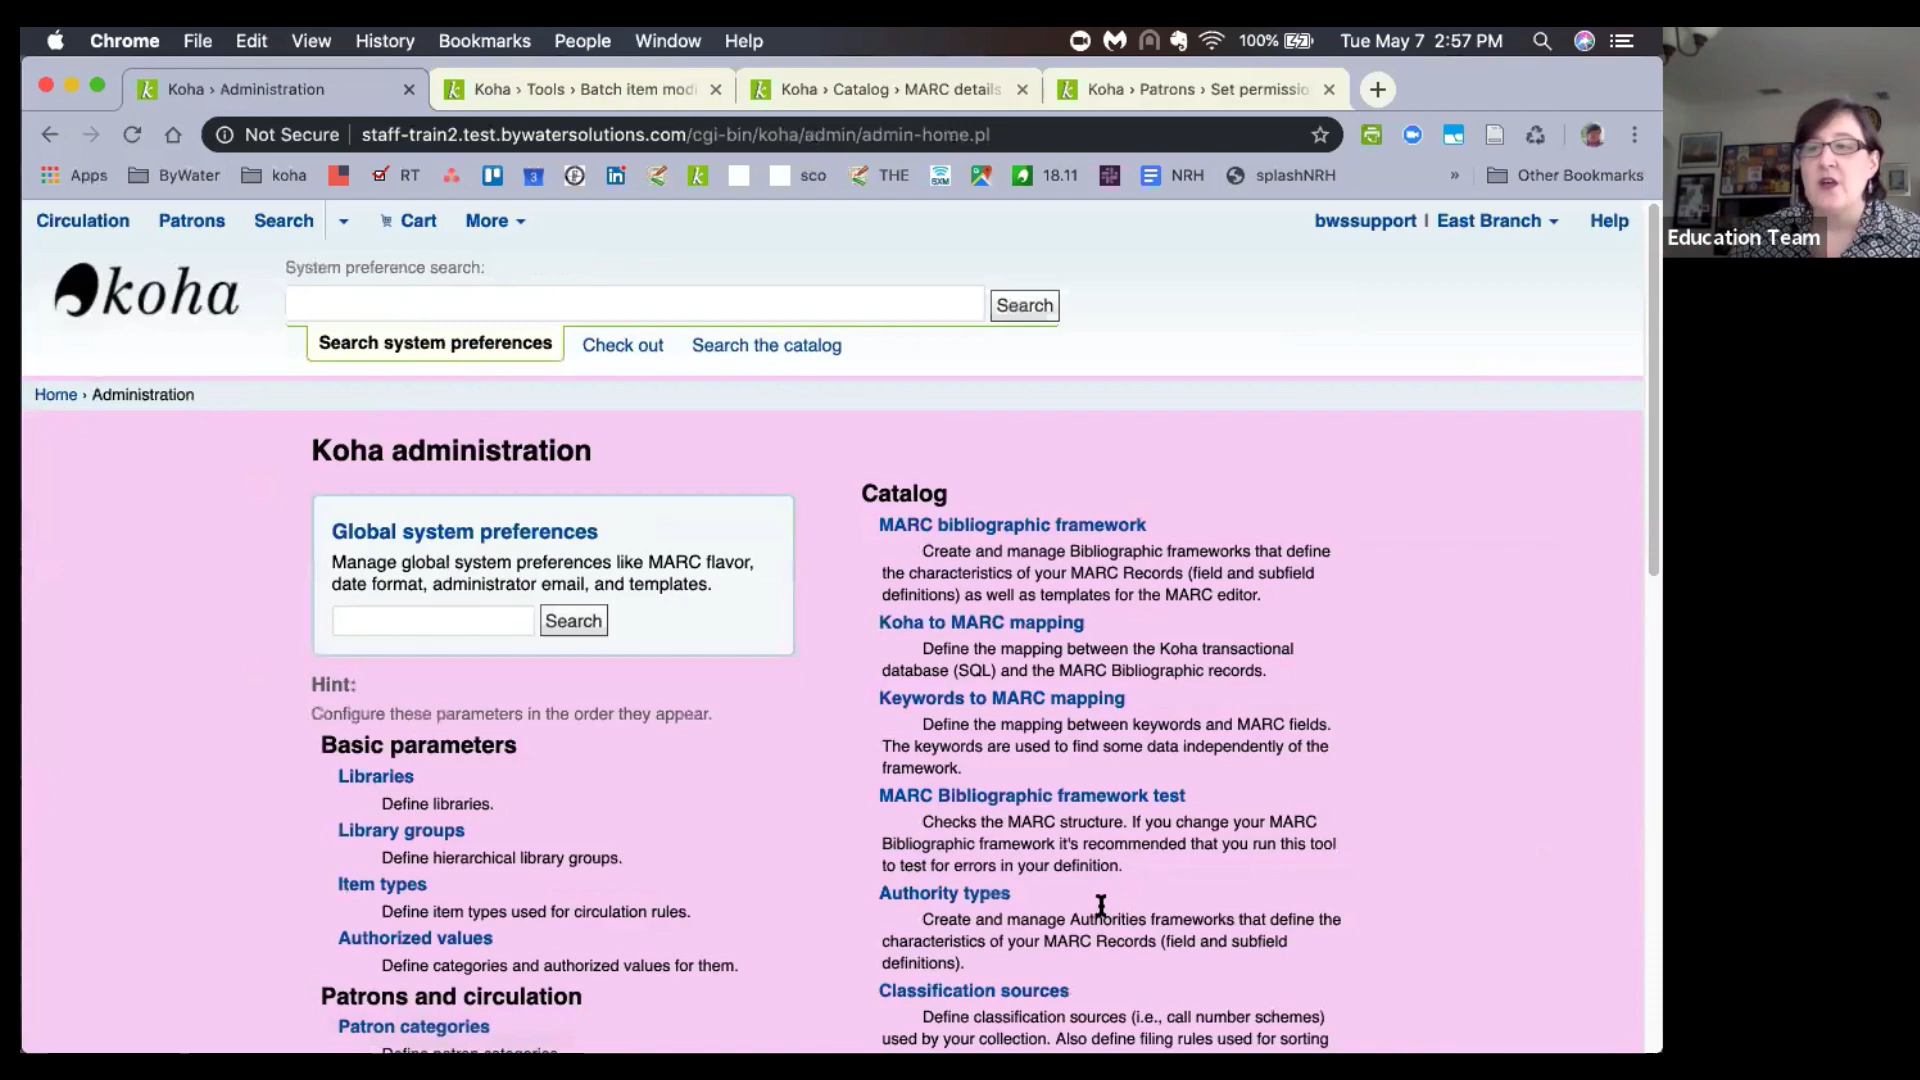 Chrome File Edit View History Bookmarks People Window Help 100% Tue May 7 2:57 PM
Koha › Administration Koha › Tools › Batch item modi Koha › Catalog › MARC details Koha › Patrons › Set permissio
Not Secure staff-train2.test.bywatersolutions.com/cgi-bin/koha/admin/admin-home.pl
Apps ByWater koha RT 3 sco THE SXM 18.11 NRH splashNRH » Other Bookmarks
Circulation Patrons Search Cart More bwssupport | East Branch Help
Education Team
koha
System preference search:
Search
Search system preferences Check out Search the catalog
Home › Administration
Koha administration
Global system preferences
Manage global system preferences like MARC flavor,
date format, administrator email, and templates.
Search
Hint:
Configure these parameters in the order they appear.
Basic parameters
Libraries
Define libraries.
Library groups
Define hierarchical library groups.
Item types
Define item types used for circulation rules.
Authorized values
Define categories and authorized values for them.
Patrons and circulation
Patron categories
Define patron categories.
Catalog
MARC bibliographic framework
Create and manage Bibliographic frameworks that define
the characteristics of your MARC Records (field and subfield
definitions) as well as templates for the MARC editor.
Koha to MARC mapping
Define the mapping between the Koha transactional
database (SQL) and the MARC Bibliographic records.
Keywords to MARC mapping
Define the mapping between keywords and MARC fields.
The keywords are used to find some data independently of the
framework.
MARC Bibliographic framework test
Checks the MARC structure. If you change your MARC
Bibliographic framework it's recommended that you run this tool
to test for errors in your definition.
Authority types
Create and manage Authorities frameworks that define the
characteristics of your MARC Records (field and subfield
definitions).
Classification sources
Define classification sources (i.e., call number schemes)
used by your collection. Also define filing rules used for sorting